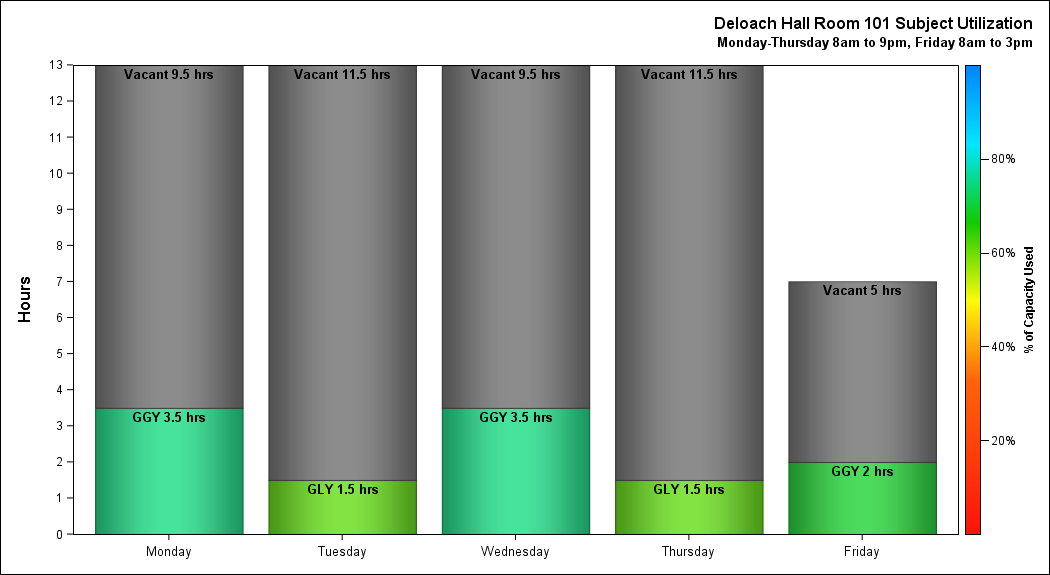 Deloach Hall Room 101 Subject Utilization
Monday-Thursday 8am to 9pm, Friday 8am to 3pm
Hours
13
12
11
10
9
8
7
6
5
4
3
2
1
0
Vacant 9.5 hrs
Vacant 11.5 hrs
Vacant 9.5 hrs
Vacant 11.5 hrs
Vacant 5 hrs
GGY 3.5 hrs
GLY 1.5 hrs
GGY 3.5 hrs
GLY 1.5 hrs
GGY 2 hrs
Monday
Tuesday
Wednesday
Thursday
Friday
80%
60%
40%
20%
% of Capacity Used